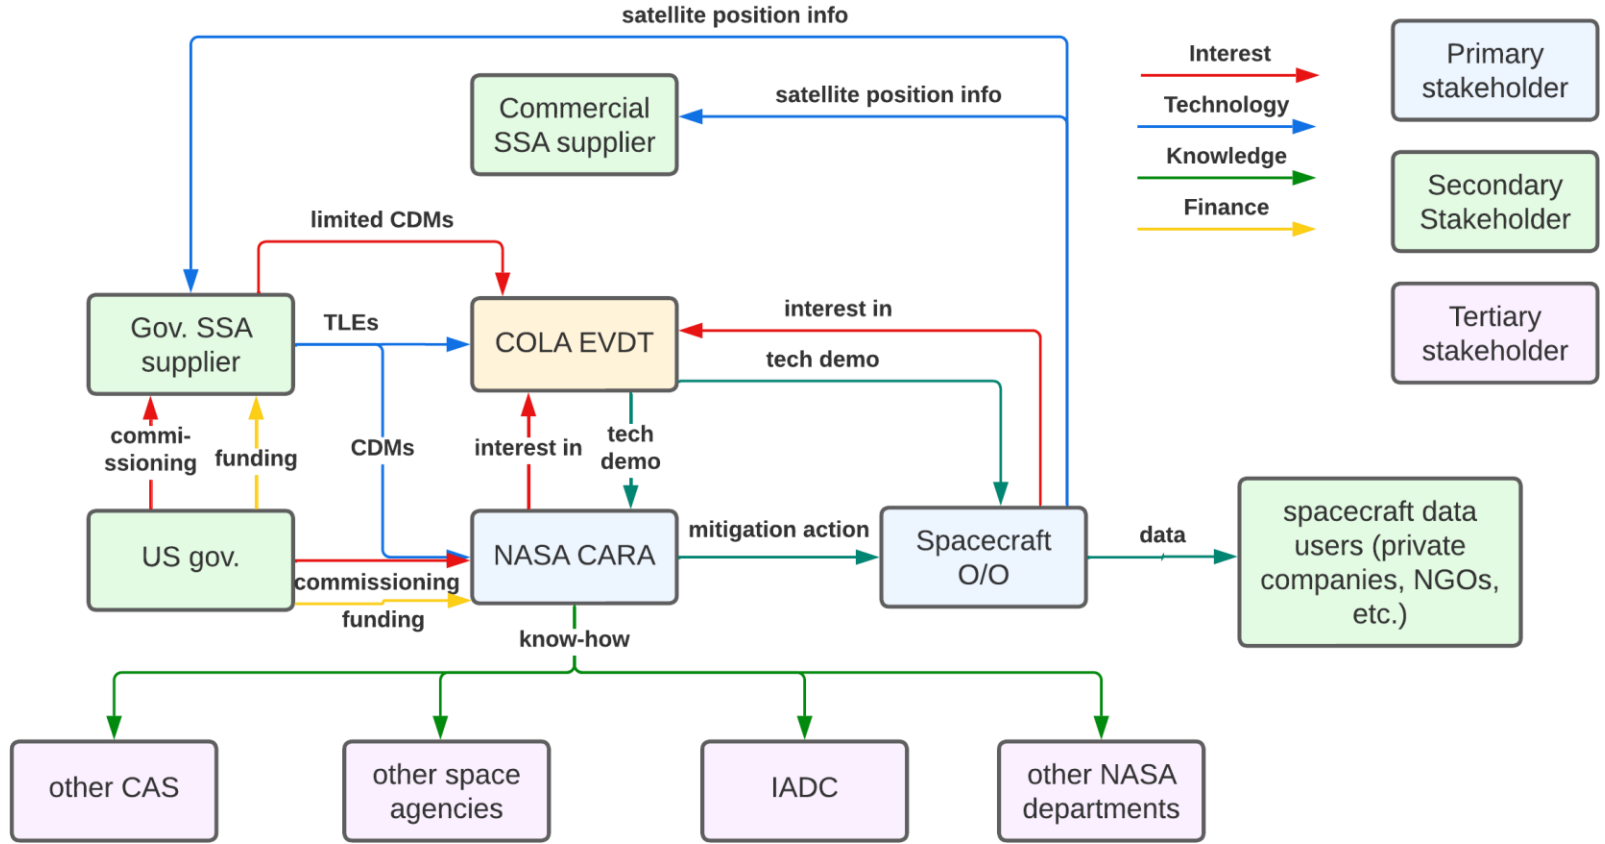 satellite position info
Commercial
SSA supplier
satellite position info
Interest
Technology
Knowledge
Finance
Primary
stakeholder
Secondary
Stakeholder
Tertiary
stakeholder
limited CDMs
Gov. SSA
supplier
TLEs
COLA EVDT
interest in
tech demo
commi-
ssioning
funding
CDMs
interest in
tech
demo
US gov.
commissioning
funding
NASA CARA
mitigation action
Spacecraft
O/O
data
spacecraft data
users (private
companies, NGOs,
etc.)
know-how
other CAS
other space
agencies
IADC
other NASA
departments